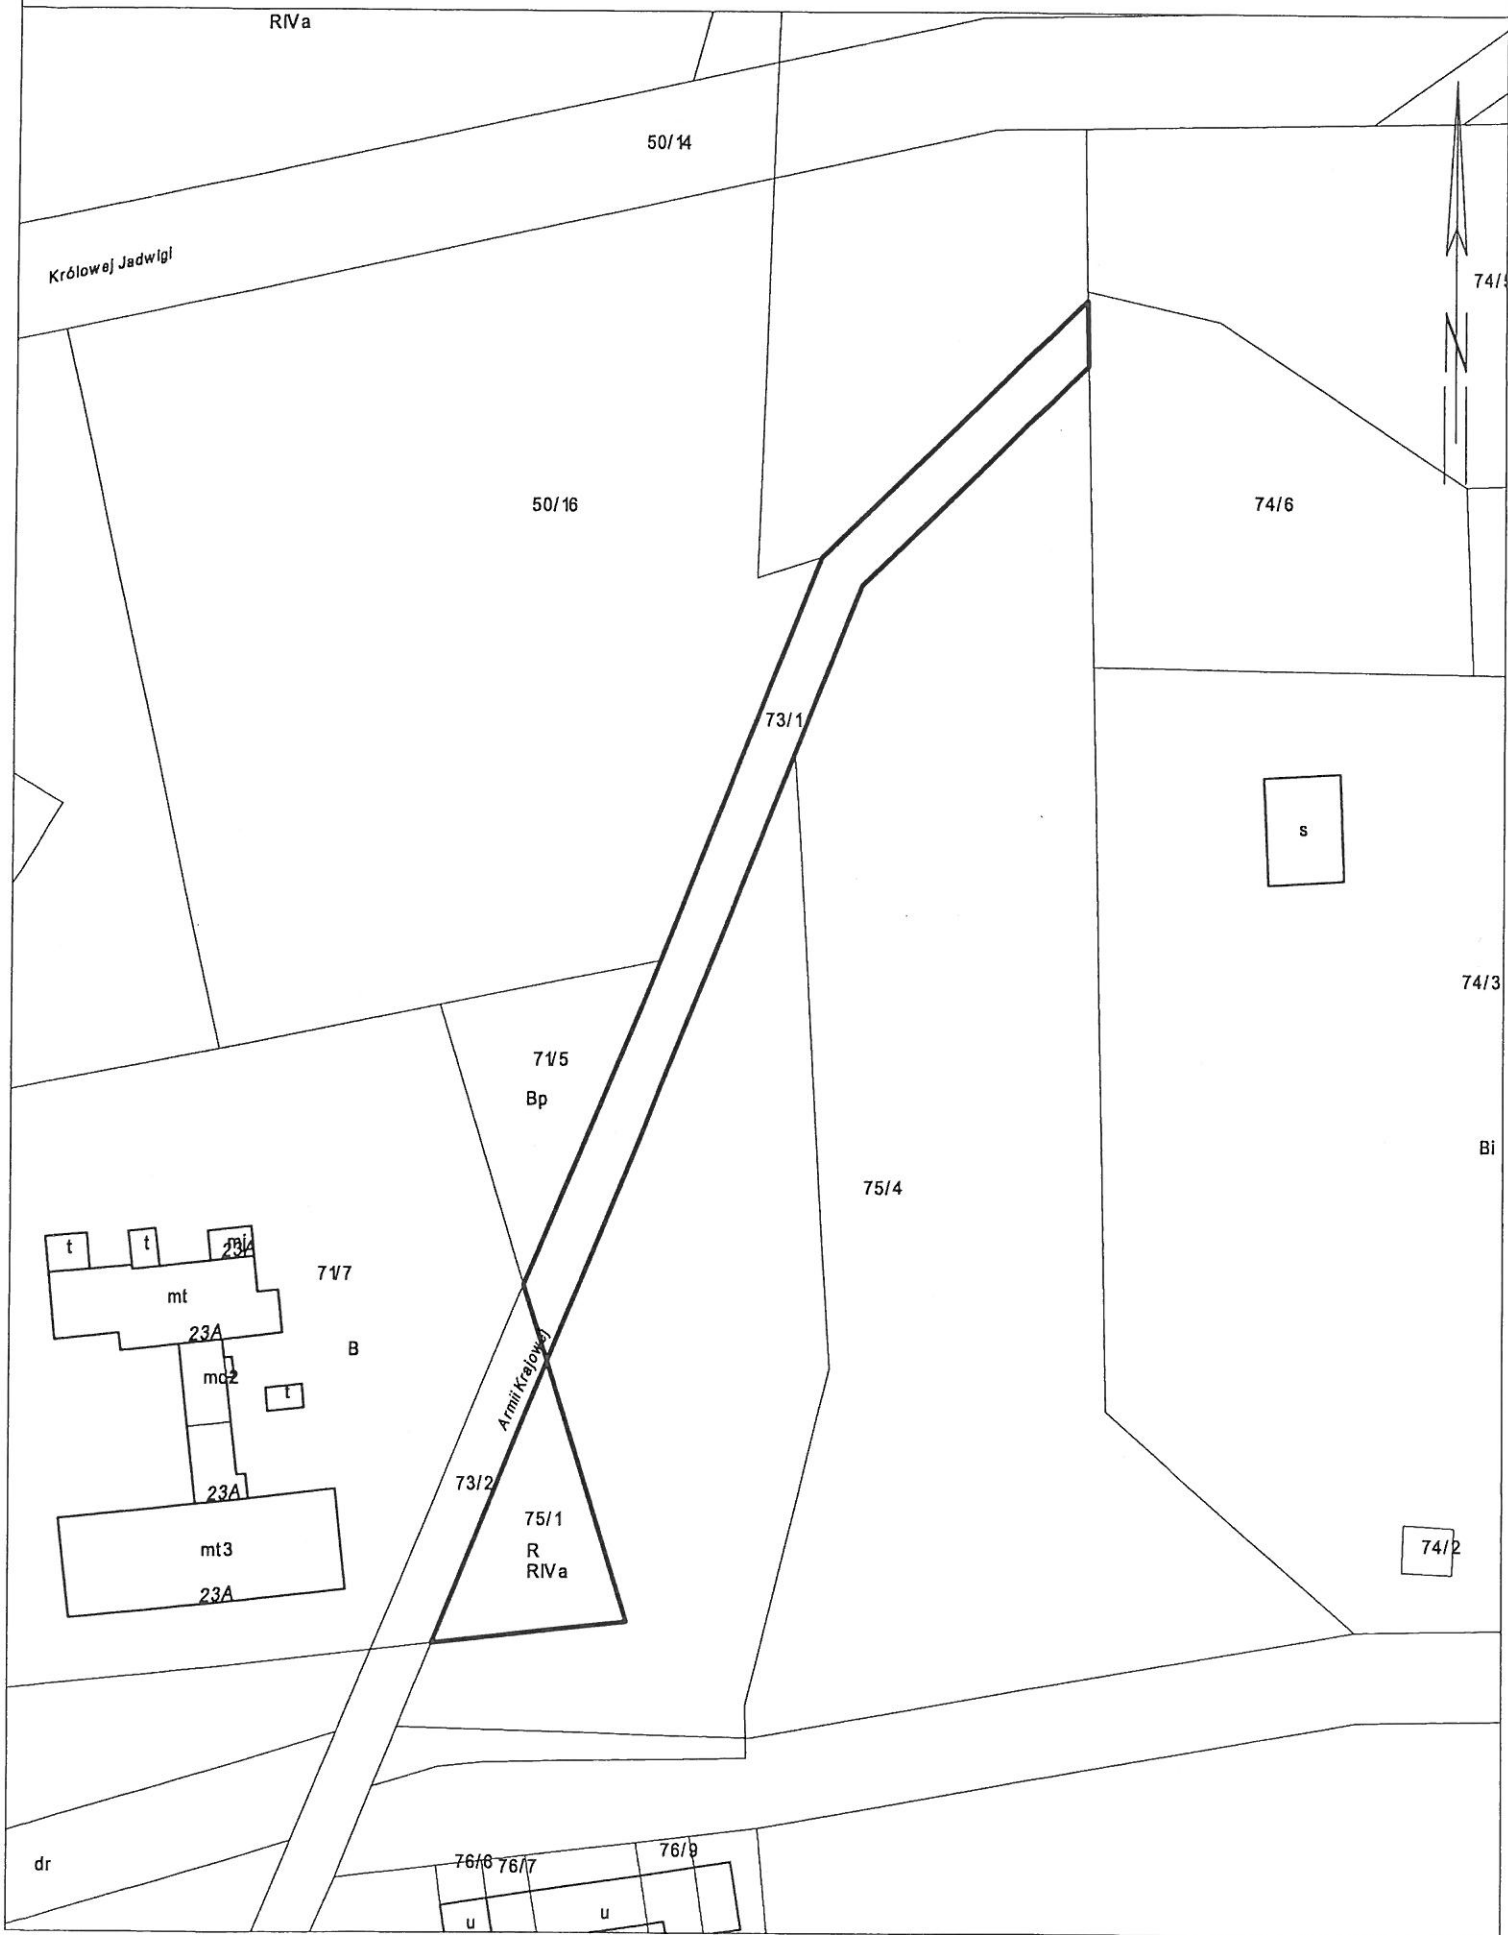 RIVa
50/14
Królowej Jadwigi
74/5
N
50/16
74/6
73/1
s
74/3
71/5
Bp
Bi
75/4
t
t
mj
23A
71/7
mt
23A
B
Armii Krajowej
t
73/2
23A
75/1
R
RIVa
mt3
74/2
23A
76/7
76/9
dr
u
u